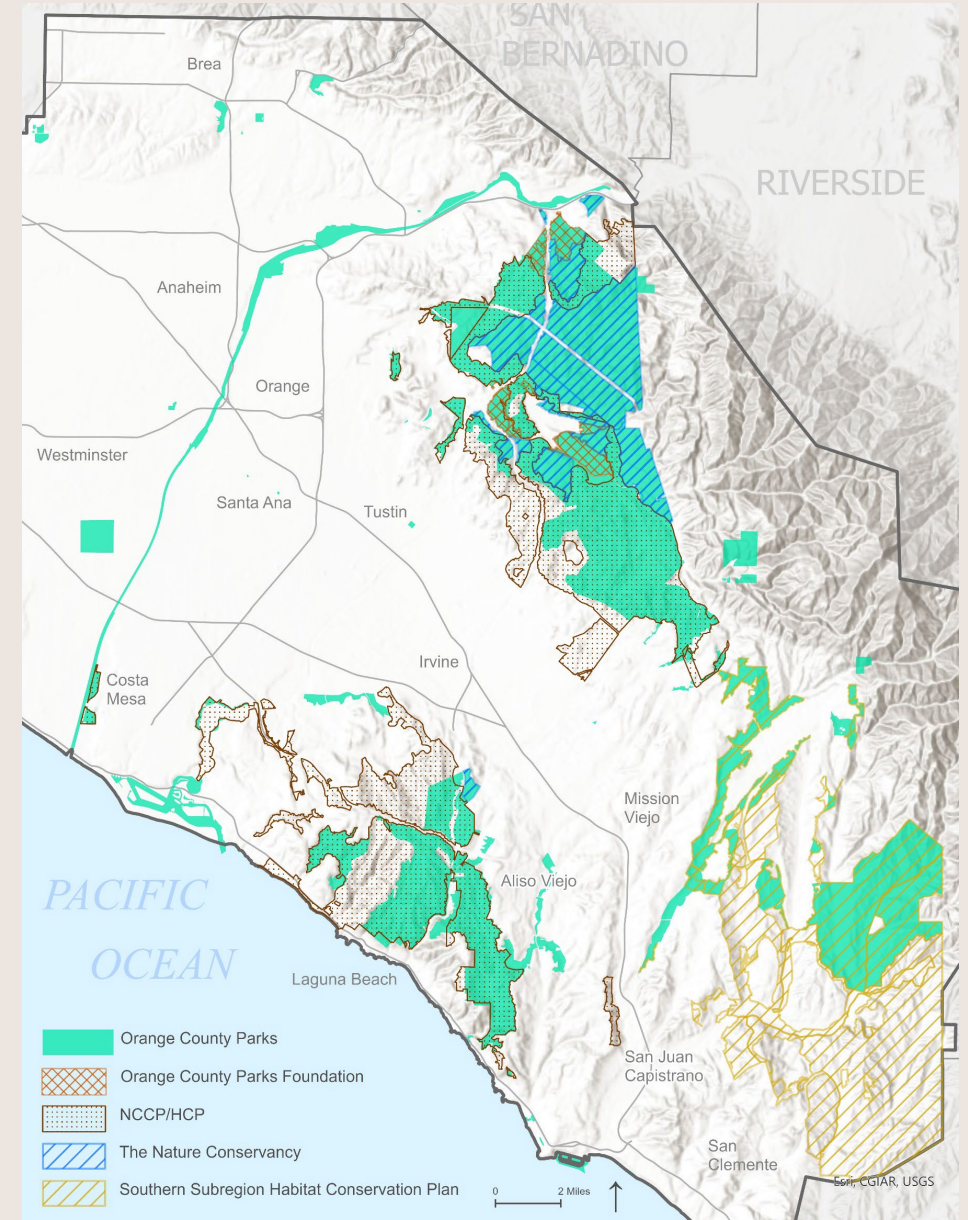 SAN
BERNADINO
Brea
RIVERSIDE
Anaheim
Orange
Westminster
Santa Ana
Tustin
Irvine
Costa
Mesa
Mission
Viejo
Aliso Viejo
PACIFIC
OCEAN
Laguna Beach
San Juan
Capistrano
San
Clemente
Orange County Parks
Orange County Parks Foundation
NCCP/HCP
The Nature Conservancy
Southern Subregion Habitat Conservation Plan
0 2 Miles
Esri, CGIAR, USGS